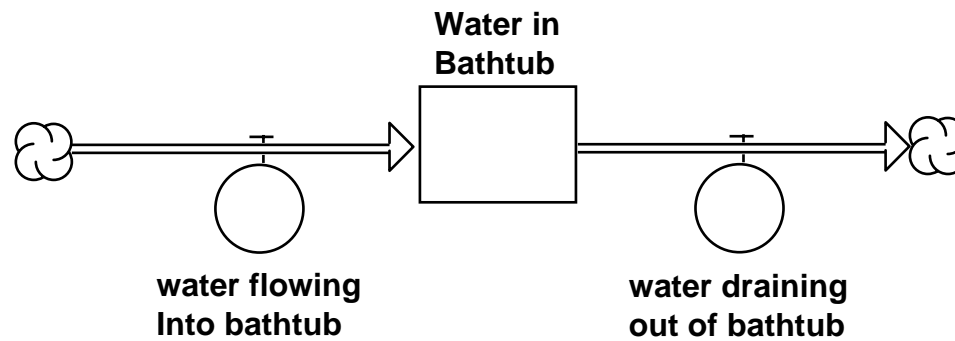 Water in
Bathtub
water flowing
Into bathtub
water draining
out of bathtub